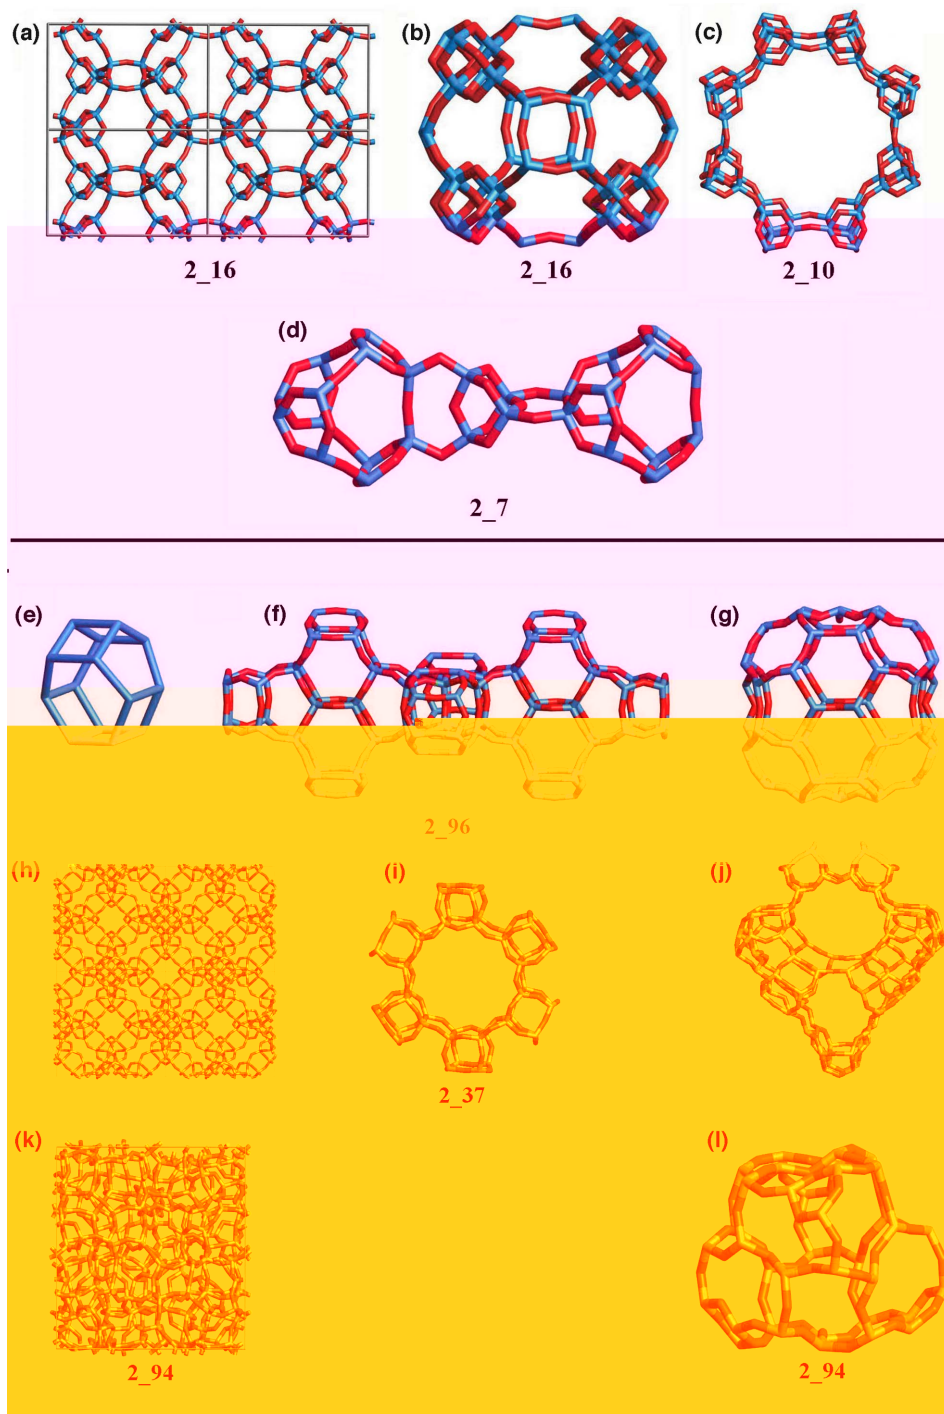 (a) (b) (c)
2_16 2_16 2_10
(d)
2_7
(e) (f) (g)
2_96
(h) (i) (j)
2_37
(k) (l)
2_94 2_94